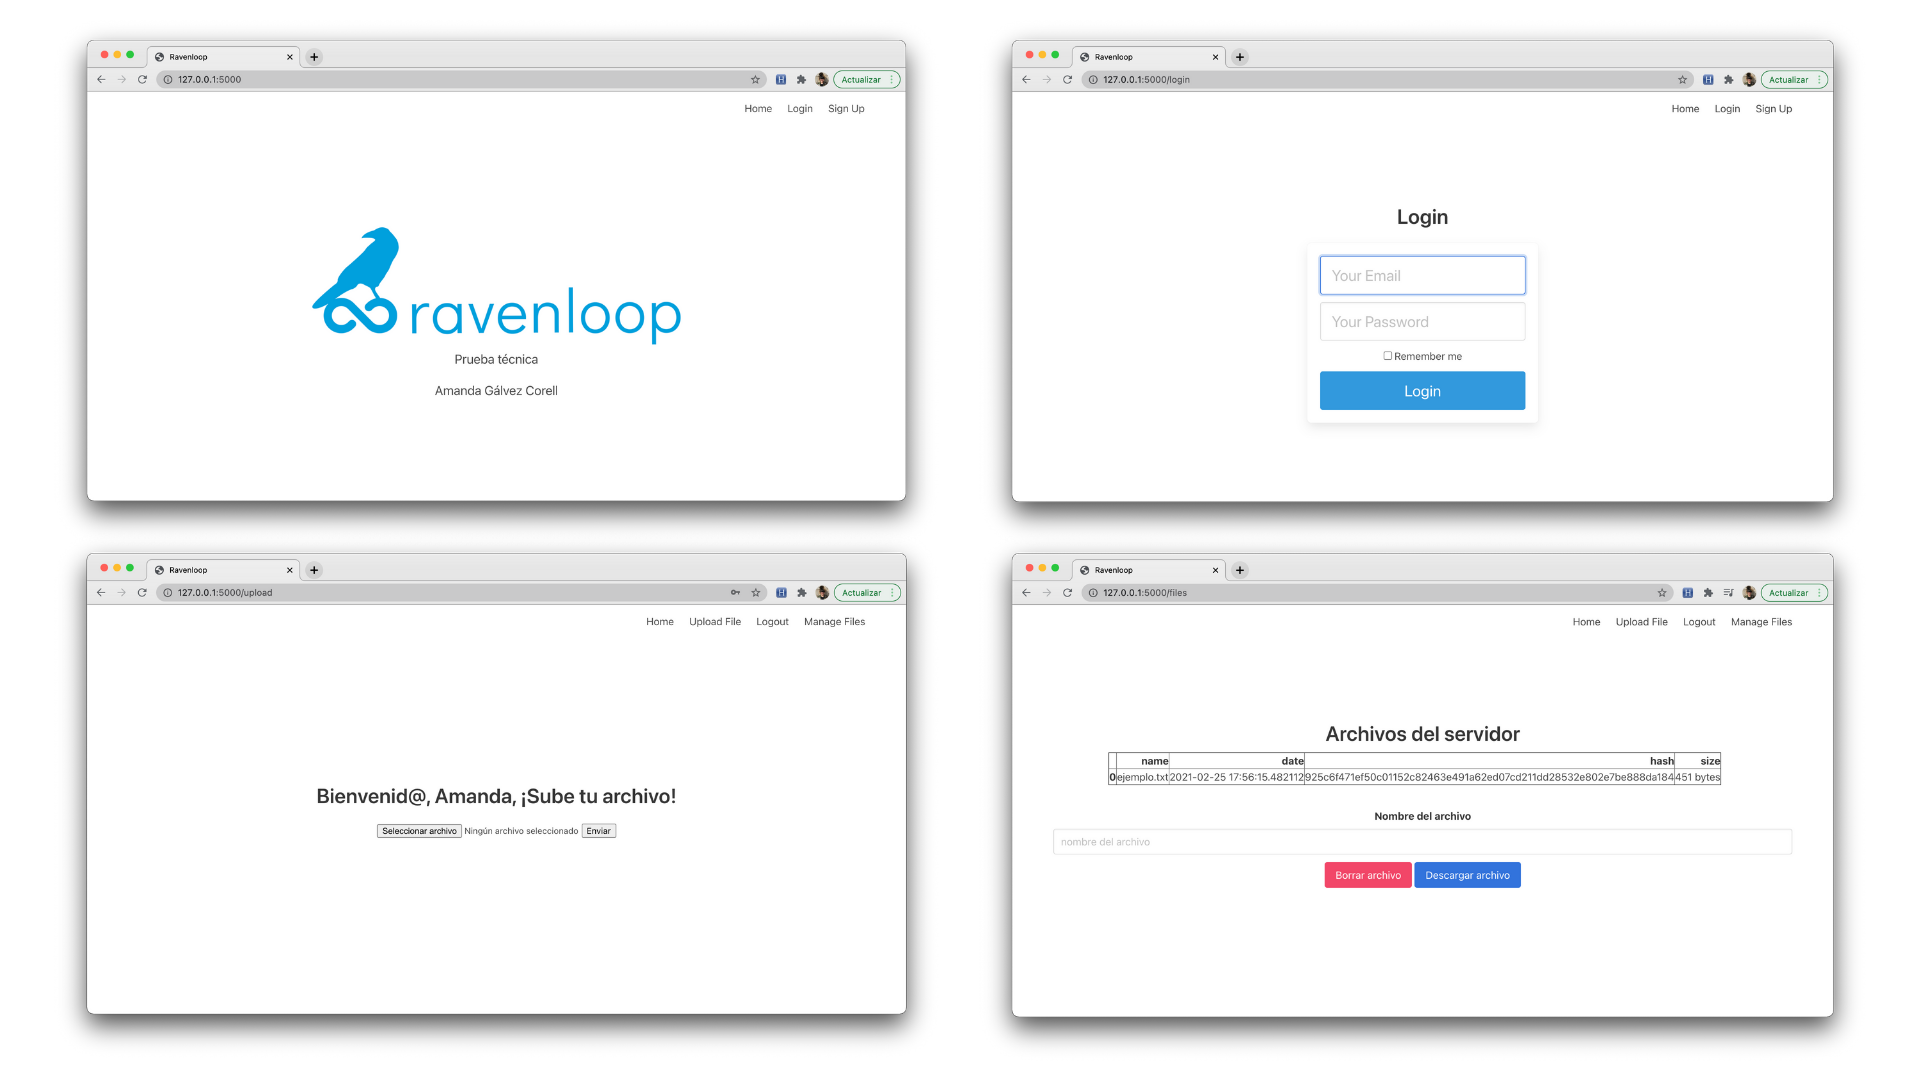 Ravenloop
127.0.0.1:5000
Actualizar
Home Login Sign Up
ravenloop
Prueba técnica
Amanda Gálvez Corell
Ravenloop
127.0.0.1:5000/login
Actualizar
Home Login Sign Up
Login
Your Email
Your Password
Remember me
Login
Ravenloop
127.0.0.1:5000/upload
Actualizar
Home Upload File Logout Manage Files
Bienvenid@, Amanda, ¡Sube tu archivo!
Seleccionar archivo Ningún archivo seleccionado Enviar
Ravenloop
127.0.0.1:5000/files
Actualizar
Home Upload File Logout Manage Files
Archivos del servidor
name date hash size
0 ejemplo.txt 2021-02-25 17:56:15.482112 925c6f471ef50c01152c82463e491a62ed07cd211dd28532e802e7be888da184 451 bytes
Nombre del archivo
nombre del archivo
Borrar archivo Descargar archivo